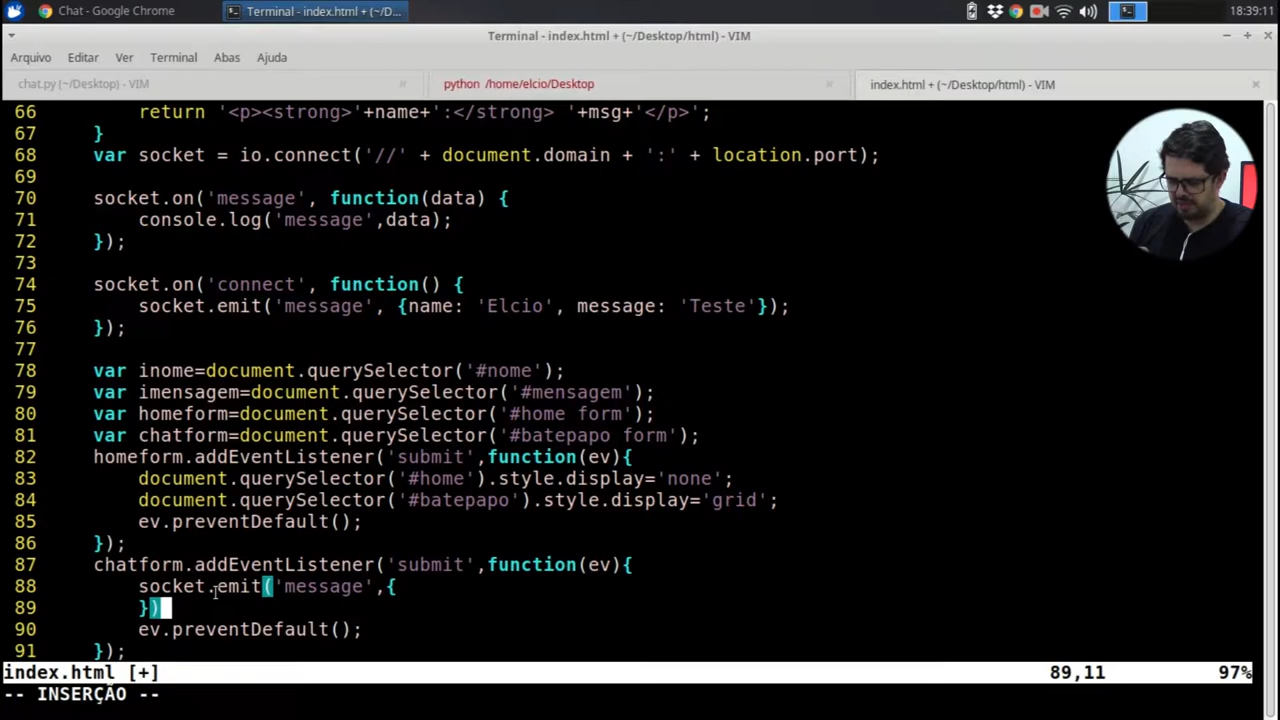 Chat - Google Chrome
Terminal - index.html + (~/D...
18:39:11
Terminal - index.html + (~/Desktop/html) - VIM
Arquivo Editar Ver Terminal Abas Ajuda
chat.py (~/Desktop) - VIM
python /home/elcio/Desktop
index.html + (~/Desktop/html) - VIM
66 return '<p><strong>'+name+':</strong> '+msg+'</p>';
67 }
68 var socket = io.connect('//' + document.domain + ':' + location.port);
69
70 socket.on('message', function(data) {
71 console.log('message',data);
72 });
73
74 socket.on('connect', function() {
75 socket.emit('message', {name: 'Elcio', message: 'Teste'});
76 });
77
78 var inome=document.querySelector('#nome');
79 var imensagem=document.querySelector('#mensagem');
80 var homeform=document.querySelector('#home form');
81 var chatform=document.querySelector('#batepapo form');
82 homeform.addEventListener('submit',function(ev){
83 document.querySelector('#home').style.display='none';
84 document.querySelector('#batepapo').style.display='grid';
85 ev.preventDefault();
86 });
87 chatform.addEventListener('submit',function(ev){
88 socket.emit('message',{
89 })
90 ev.preventDefault();
91 });
index.html [+] 89,11 97%
-- INSERÇÃO --